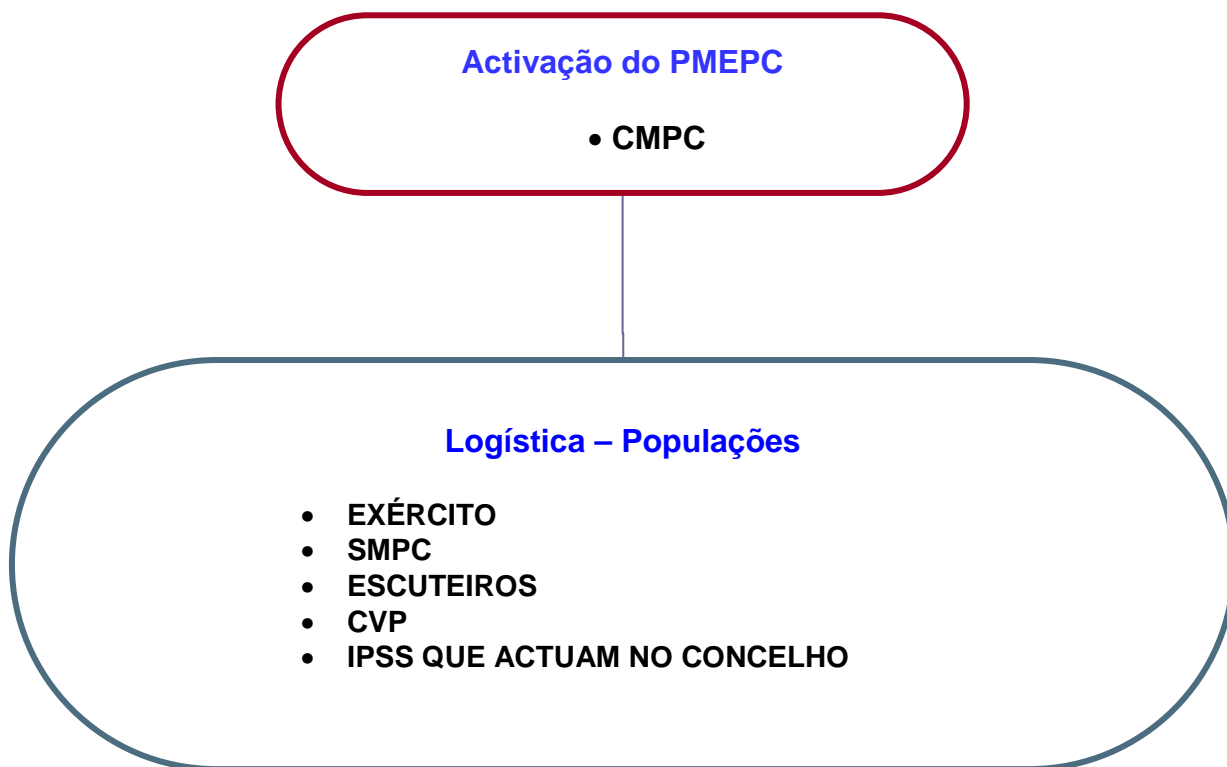 Activação do PMEPC
• CMPC
Logística – Populações
• EXÉRCITO
• SMPC
• ESCUTEIROS
• CVP
• IPSS QUE ACTUAM NO CONCELHO